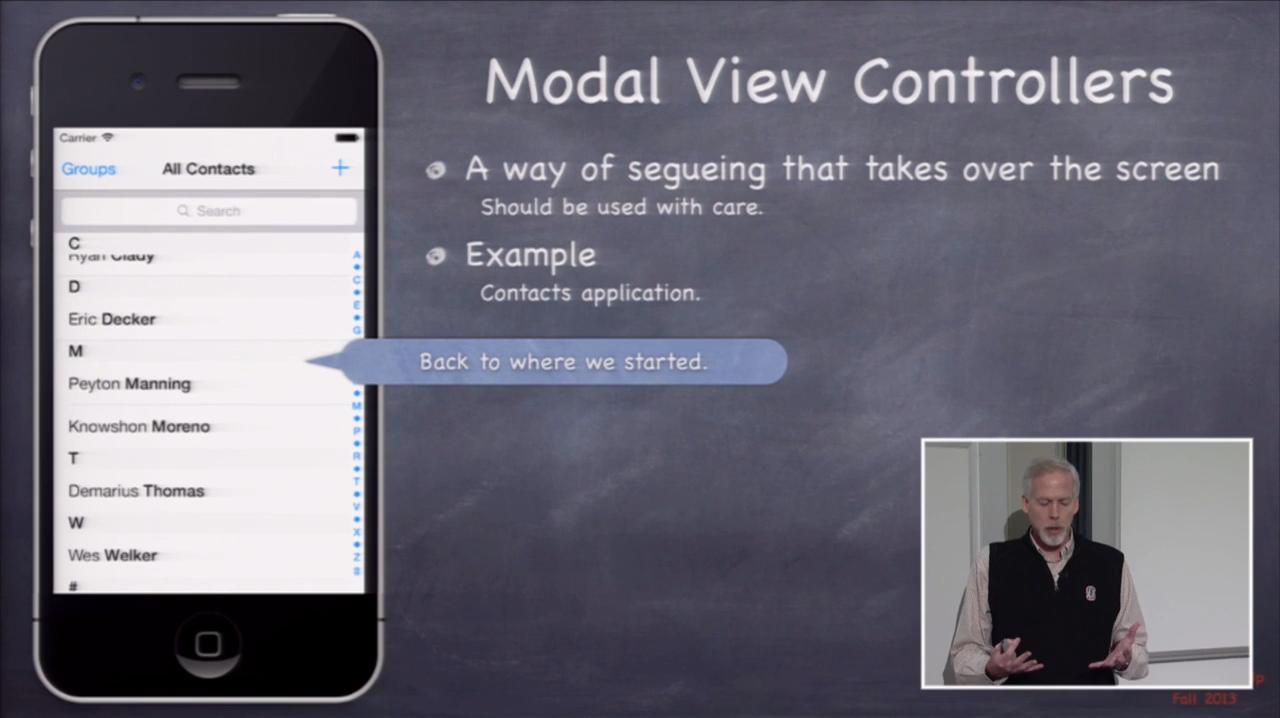 Modal View Controllers
A way of segueing that takes over the screen
Should be used with care.
Example
Contacts application.
Back to where we started.
Carrier
Groups All Contacts +
Search
C
Ryan Clady
D
Eric Decker
M
Peyton Manning
Knowshon Moreno
T
Demarius Thomas
W
Wes Welker
#
A
C
E
G
M
P
R
T
V
X
Z
#
Fall 2013